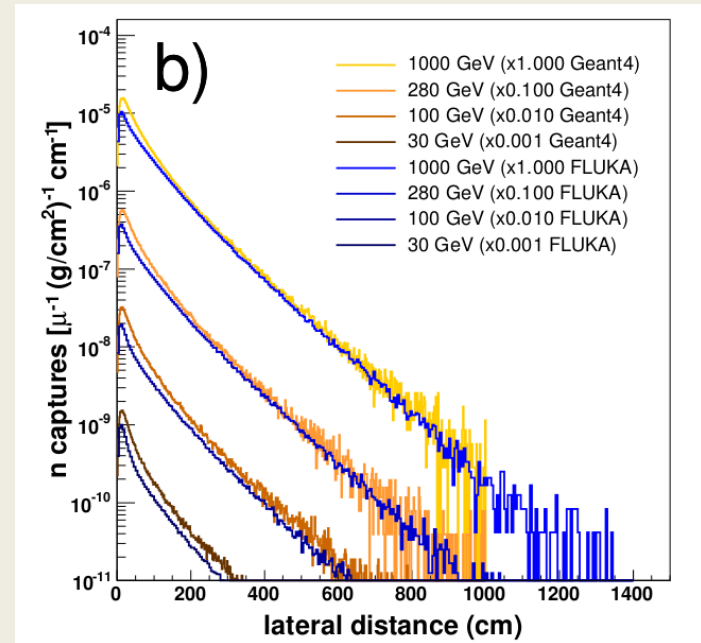 b)
1000 GeV (x1.000 Geant4)
280 GeV (x0.100 Geant4)
100 GeV (x0.010 Geant4)
30 GeV (x0.001 Geant4)
1000 GeV (x1.000 FLUKA)
280 GeV (x0.100 FLUKA)
100 GeV (x0.010 FLUKA)
30 GeV (x0.001 FLUKA)
n captures [μ⁻¹ (g/cm²)⁻¹ cm⁻¹]
10⁻⁴
10⁻⁵
10⁻⁶
10⁻⁷
10⁻⁸
10⁻⁹
10⁻¹⁰
10⁻¹¹
0 200 400 600 800 1000 1200 1400
lateral distance (cm)